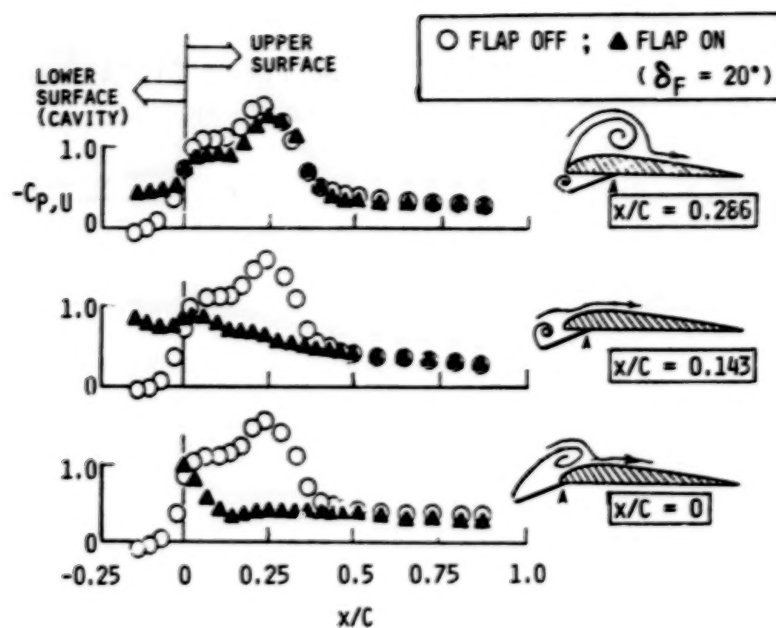 ○ FLAP OFF ; ▲ FLAP ON
(δF = 20°)
UPPER
SURFACE
LOWER
SURFACE
(CAVITY)
1.0
-CP,U
0
x/C = 0.286
1.0
0
x/C = 0.143
1.0
0
x/C = 0
-0.25 0 0.25 0.5 0.75 1.0
x/C